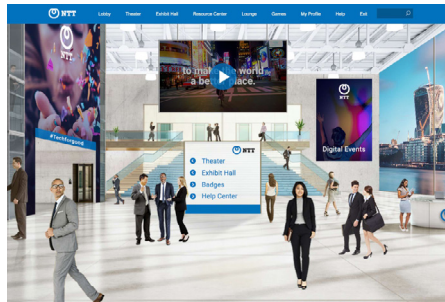 NTT
Lobby
Theater
Exhibit Hall
Resource Center
Lounge
Games
My Profile
Help
Exit
NTT
#Techforgood
to make the world
a better place.
NTT
Digital Events
NTT
Theater
Exhibit Hall
Badges
Help Center